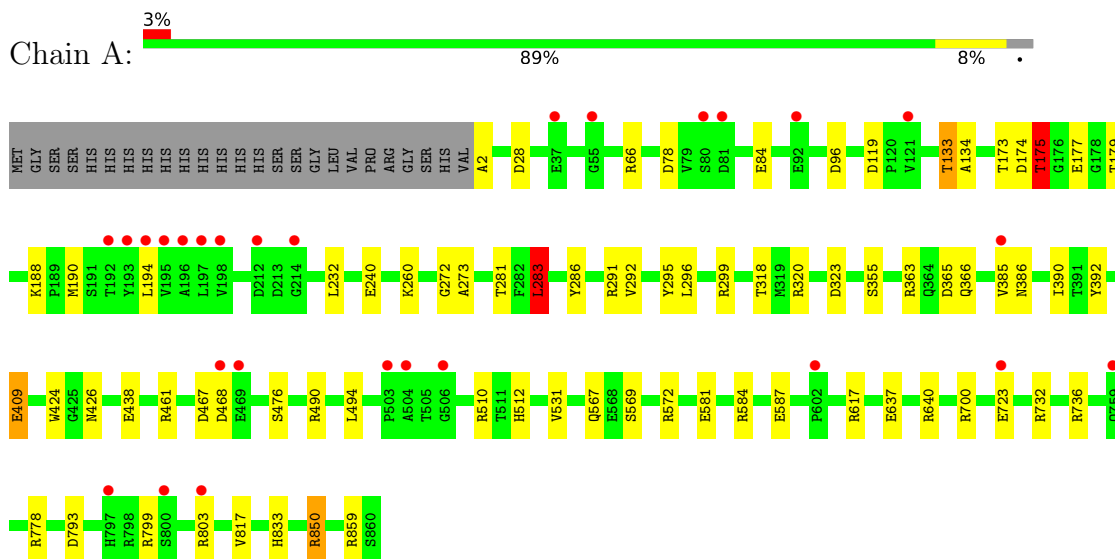 3%
Chain A:
89% 8% •
MET GLY SER SER HIS HIS HIS HIS HIS HIS HIS HIS HIS HIS SER SER GLY LEU VAL PRO ARG GLY SER HIS VAL A2 D28 E37 G55 R66 D78 V79 S80 D81 E84 E92 D96 D119 P120 V121 T133 A134 T173 D174 T175 G176 E177 G178 T179
K188 P189 M190 S191 T192 Y193 L194 V195 A196 L197 V198 D212 D213 G214 L232 E240 K260 G272 A273 T281 F282 L283 Y286 R291 V292 Y295 L296 R299 T318 M319 R320 D323 S355 R363 Q364 D365 Q366 V385 N386 I390 T391 Y392
E409 W424 G425 N426 E438 R461 D467 D468 E469 S476 R490 L494 P503 A504 T505 G506 R510 T511 H512 V531 Q567 E568 S569 R572 E581 R584 E587 P602 R617 E637 R640 R700 E723 R732 R736
R778 D793 H797 R798 R799 S800 R803 V817 H833 R850 R859 S860